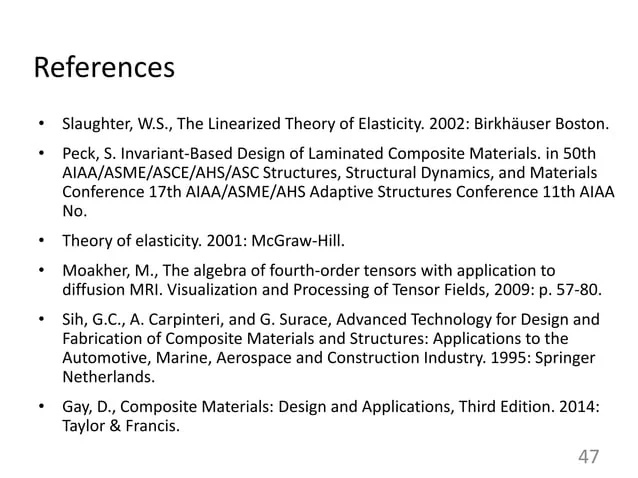 References
• Slaughter, W.S., The Linearized Theory of Elasticity. 2002: Birkhäuser Boston.
• Peck, S. Invariant-Based Design of Laminated Composite Materials. in 50th
AIAA/ASME/ASCE/AHS/ASC Structures, Structural Dynamics, and Materials
Conference 17th AIAA/ASME/AHS Adaptive Structures Conference 11th AIAA
No.
• Theory of elasticity. 2001: McGraw-Hill.
• Moakher, M., The algebra of fourth-order tensors with application to
diffusion MRI. Visualization and Processing of Tensor Fields, 2009: p. 57-80.
• Sih, G.C., A. Carpinteri, and G. Surace, Advanced Technology for Design and
Fabrication of Composite Materials and Structures: Applications to the
Automotive, Marine, Aerospace and Construction Industry. 1995: Springer
Netherlands.
• Gay, D., Composite Materials: Design and Applications, Third Edition. 2014:
Taylor & Francis.
47